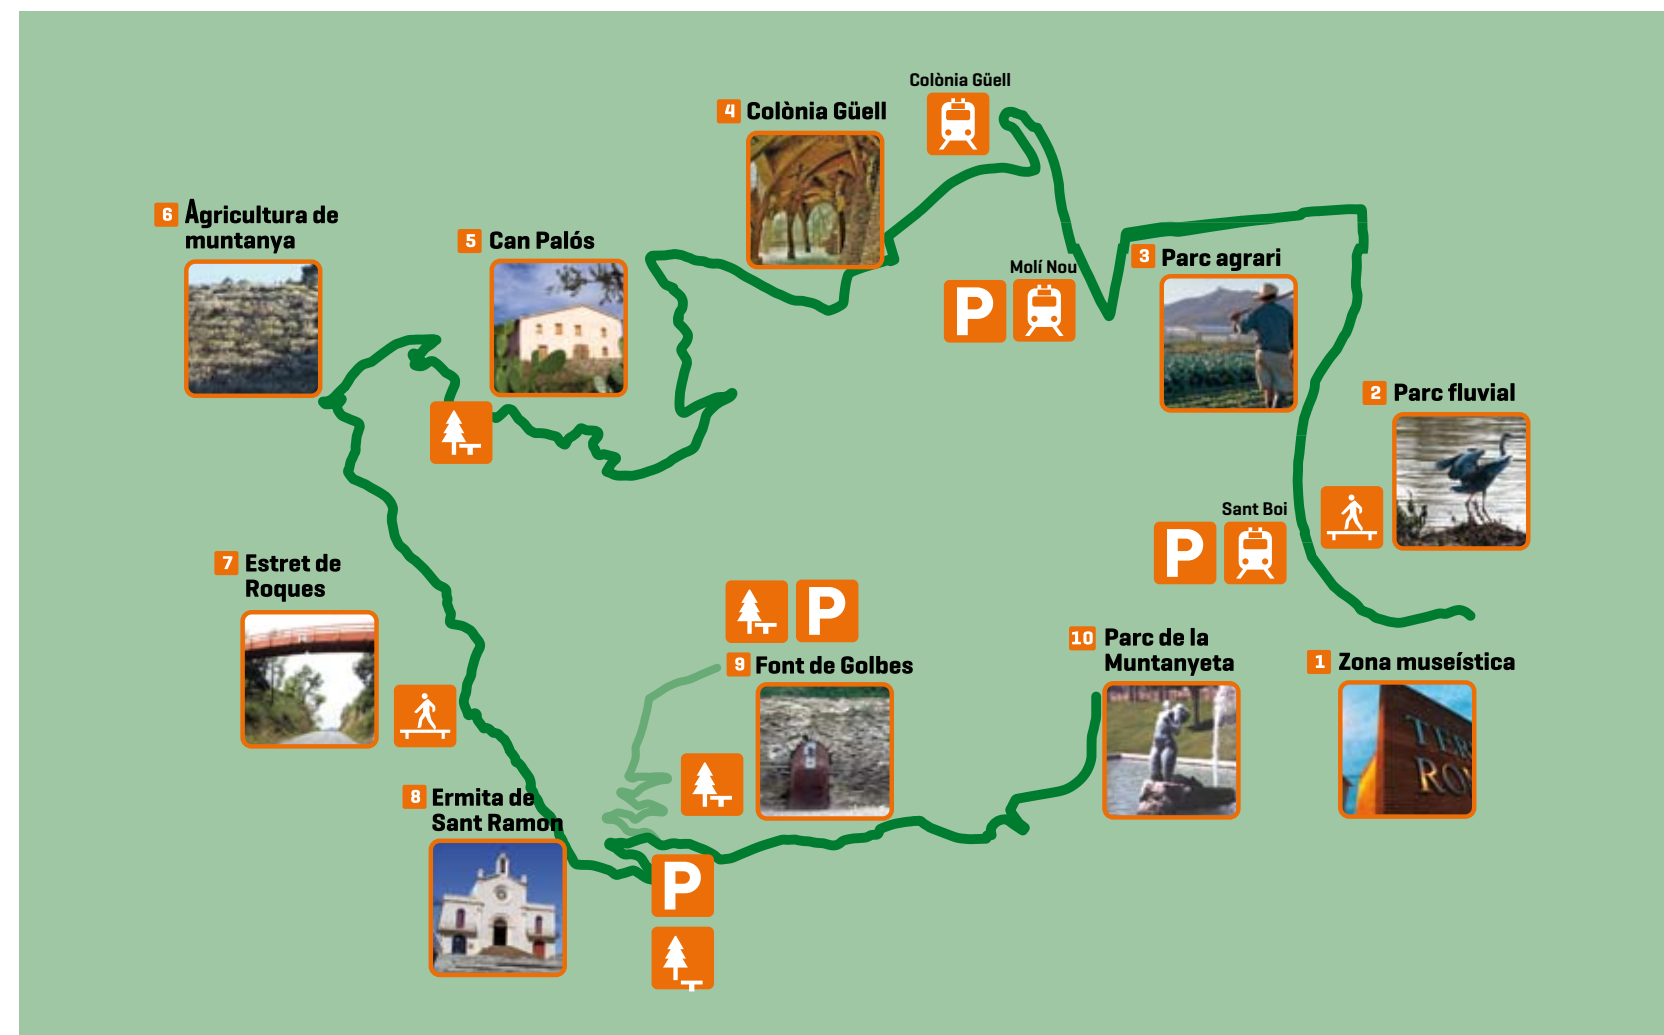 Colònia Güell
4 Colònia Güell
6 Agricultura de
muntanya
5 Can Palós
Molí Nou
P
3 Parc agrari
2 Parc fluvial
Sant Boi
P
7 Estret de
Roques
P
9 Font de Golbes
10 Parc de la
Muntanyeta
1 Zona museística
TER
RO
8 Ermita de
Sant Ramon
P